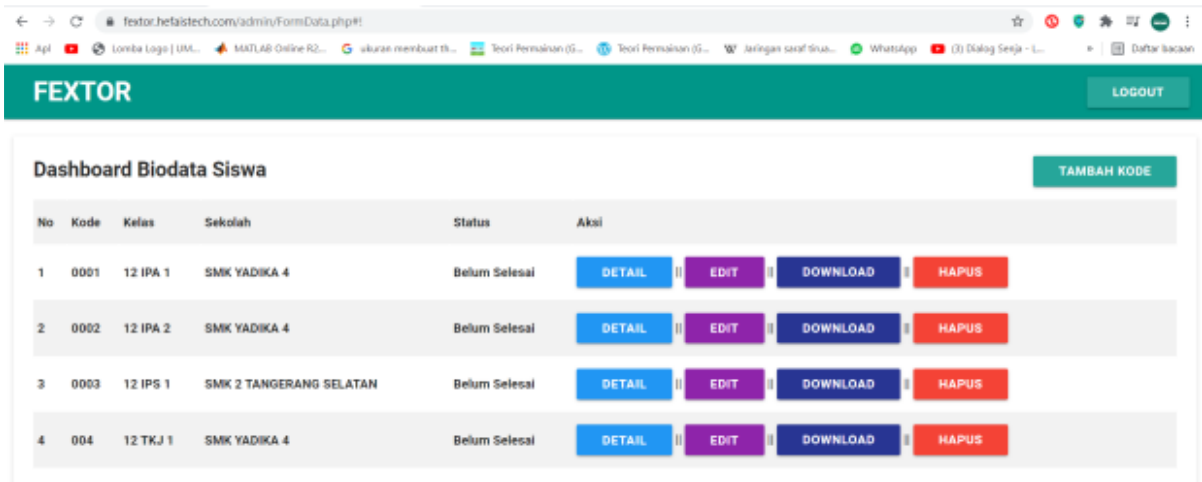 fextor.hefaistech.com/admin/FormData.php#!
Apl Lomba Logo | UM... MATLAB Online R2... ukuran membuat th... Teori Permainan (G... Teori Permainan (G... Jaringan saraf tirua... WhatsApp (3) Dialog Senja - L... » Daftar bacaan
FEXTOR LOGOUT
Dashboard Biodata Siswa TAMBAH KODE
No Kode Kelas Sekolah Status Aksi
1 0001 12 IPA 1 SMK YADIKA 4 Belum Selesai DETAIL || EDIT || DOWNLOAD || HAPUS
2 0002 12 IPA 2 SMK YADIKA 4 Belum Selesai DETAIL || EDIT || DOWNLOAD || HAPUS
3 0003 12 IPS 1 SMK 2 TANGERANG SELATAN Belum Selesai DETAIL || EDIT || DOWNLOAD || HAPUS
4 004 12 TKJ 1 SMK YADIKA 4 Belum Selesai DETAIL || EDIT || DOWNLOAD || HAPUS